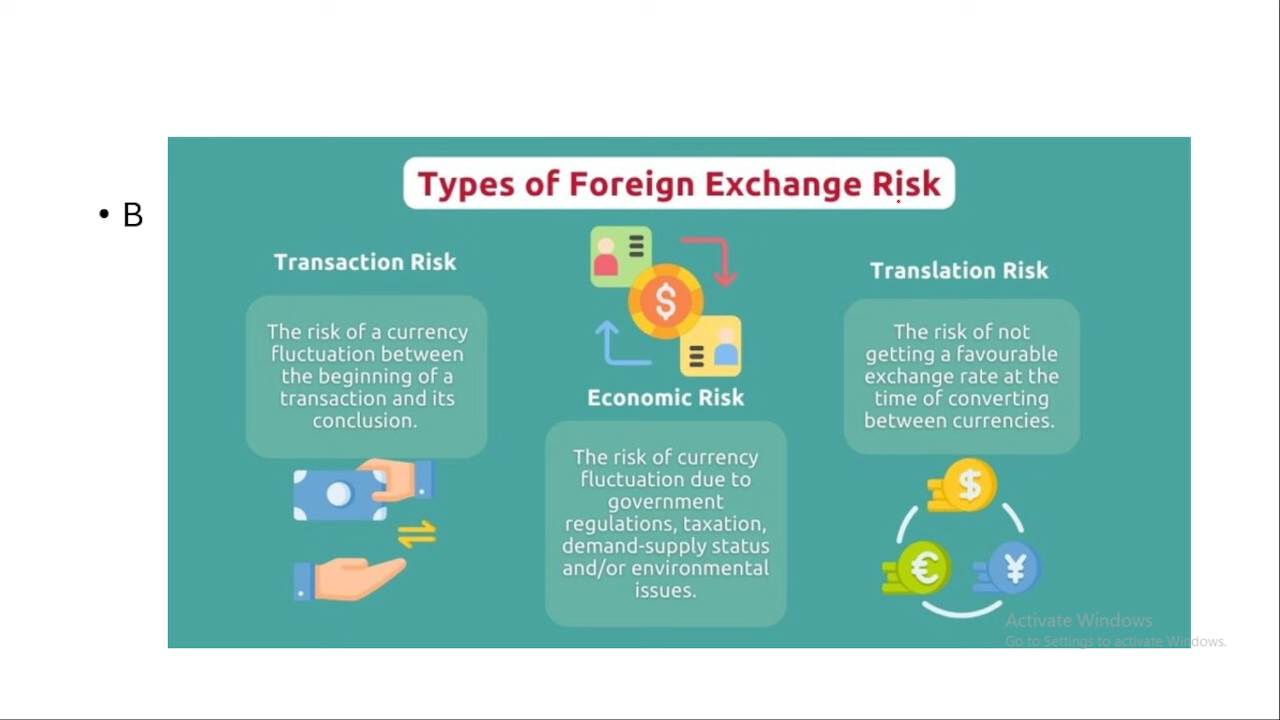 Types of Foreign Exchange Risk
• B
Transaction Risk
The risk of a currency
fluctuation between
the beginning of a
transaction and its
conclusion.
$
Economic Risk
The risk of currency
fluctuation due to
government
regulations, taxation,
demand-supply status
and/or environmental
issues.
Translation Risk
The risk of not
getting a favourable
exchange rate at the
time of converting
between currencies.
$
€
¥
Activate Windows
Go to Settings to activate Windows.